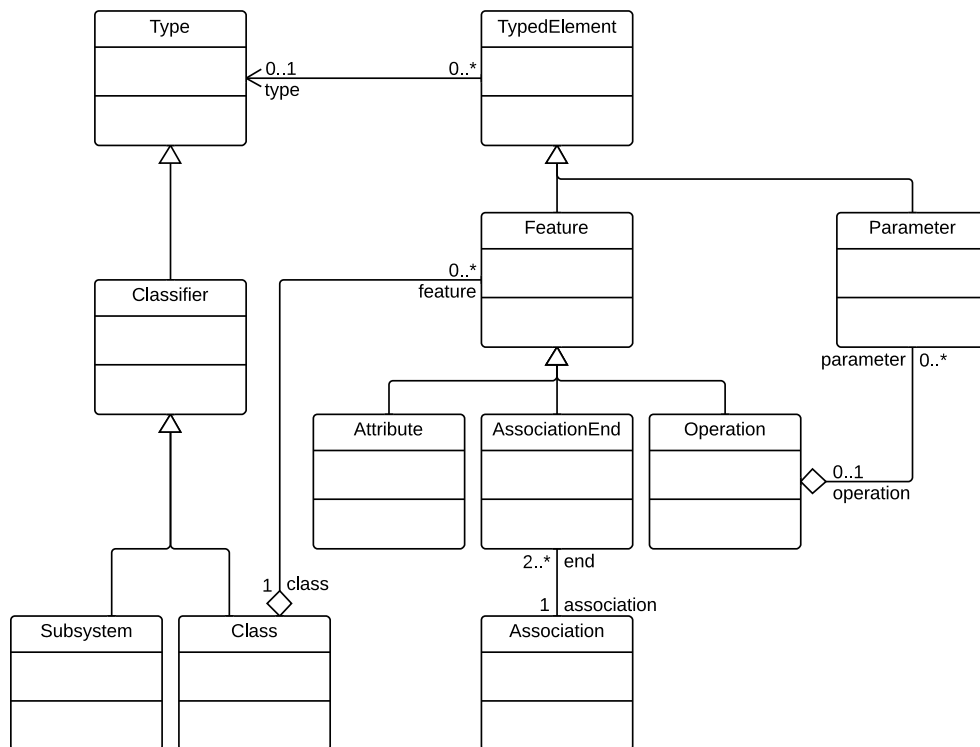 Type
TypedElement
0..1
type
0..*
Feature
Parameter
0..*
feature
Classifier
parameter
0..*
Attribute
AssociationEnd
Operation
0..1
operation
2..*
end
1
class
1
association
Subsystem
Class
Association